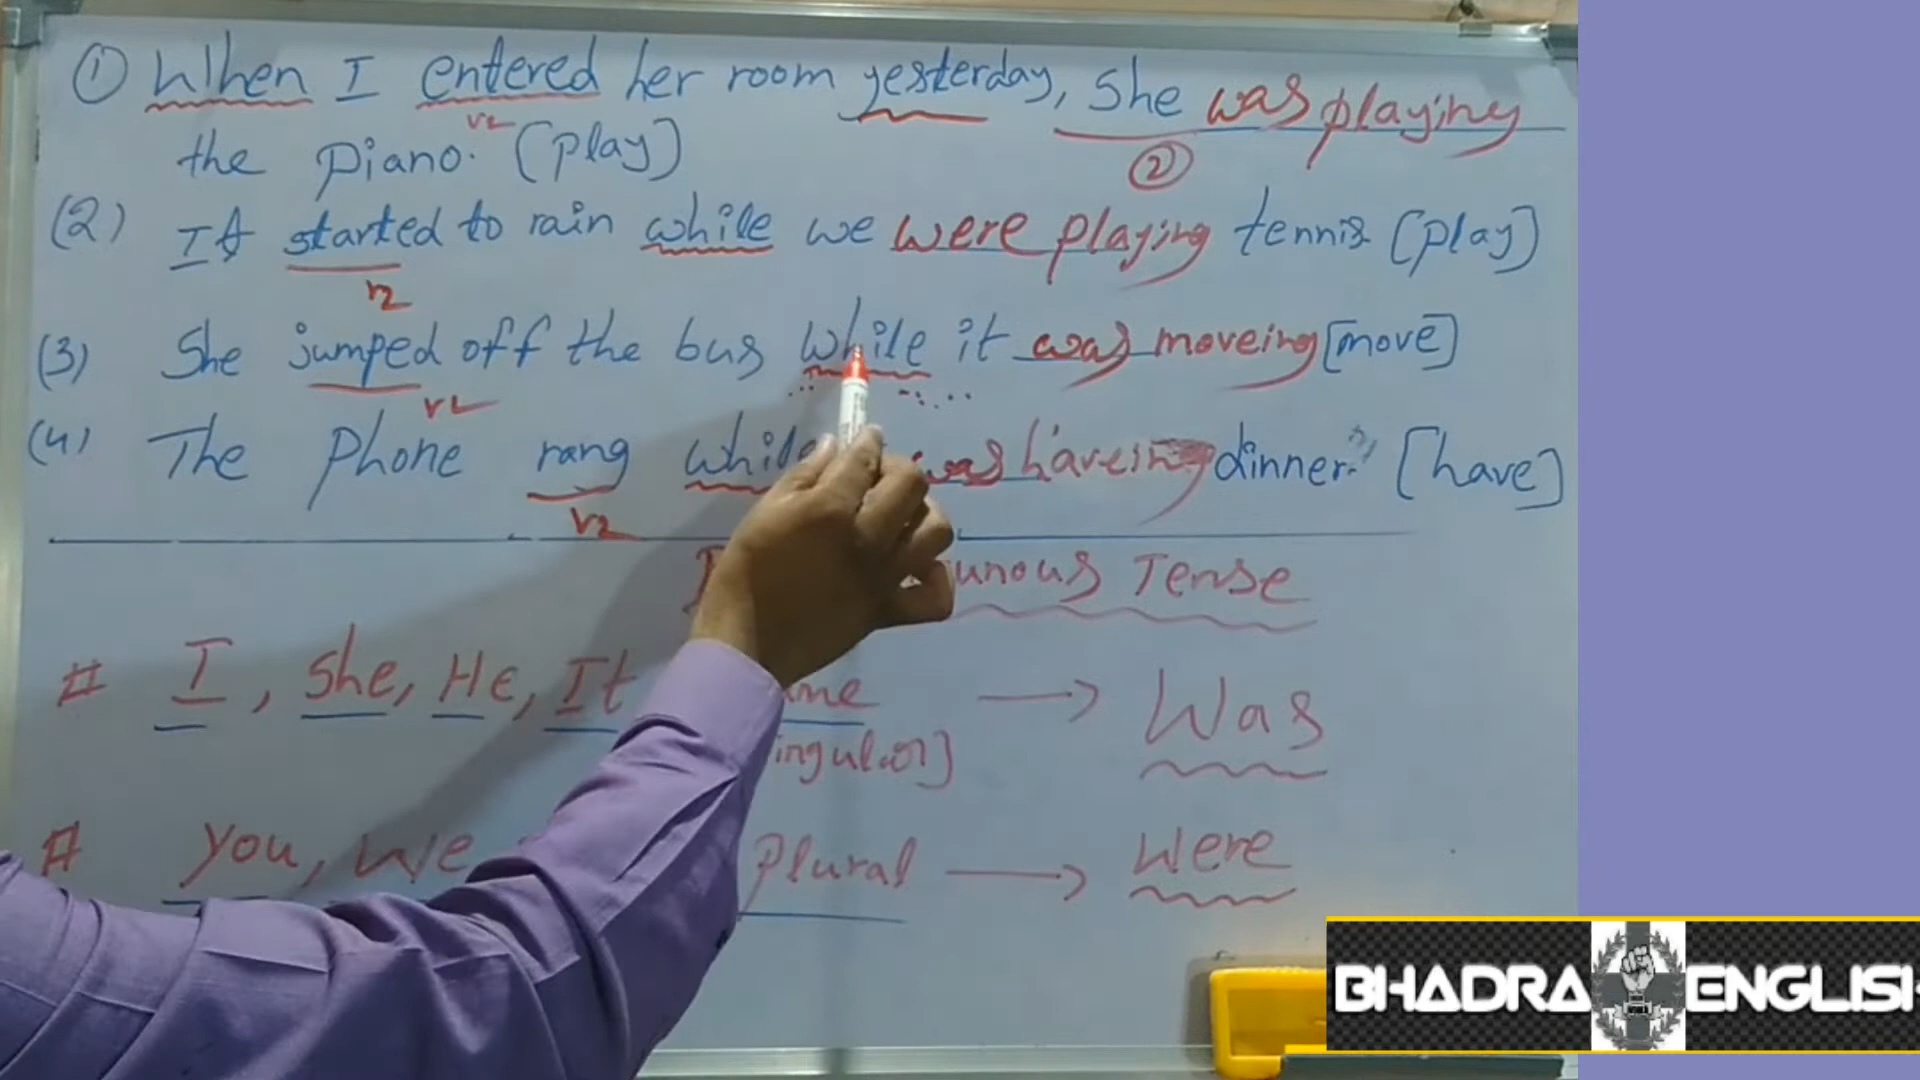 ① When I entered her room yesterday, She was playing
V2
the piano. (play)
②
(2) It started to rain while we were playing tennis (play)
V2
(3) She jumped off the bus while it was moveing [move]
V2
(4) The phone rang while was haveing dinner. [have]
V2
Tense
# I, She, He, It → Was
# you, we Plural → Were
BHADRA ENGLISH